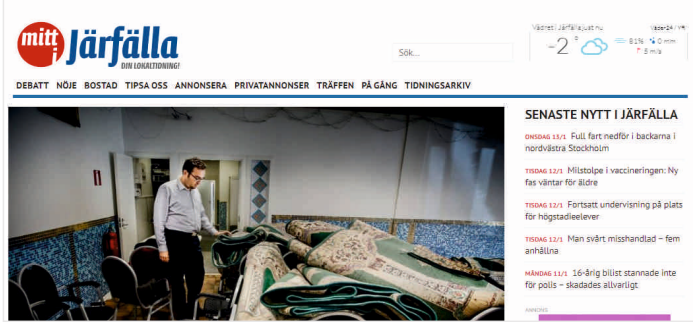 mitt i Järfälla
DIN LOKALTIDNING!
Sök...
Vädret i Järfälla just nu
-2 °
81% 0 mm
5 m/s
DEBATT NÖJE BOSTAD TIPSA OSS ANNONSERA PRIVATANNONSER TRÄFFEN PÅ GÅNG TIDNINGSARKIV
SENASTE NYTT I JÄRFÄLLA
ONSDAG 13/1 Full fart nedför i backarna i
nordvästra Stockholm
TISDAG 12/1 Milstolpe i vaccineringen: Ny
fas väntar för äldre
TISDAG 12/1 Fortsatt undervisning på plats
för högstadieelever
TISDAG 12/1 Man svårt misshandlad – fem
anhållna
MÅNDAG 11/1 16-årig bilist stannade inte
för polis – skadades allvarligt
ANNONS